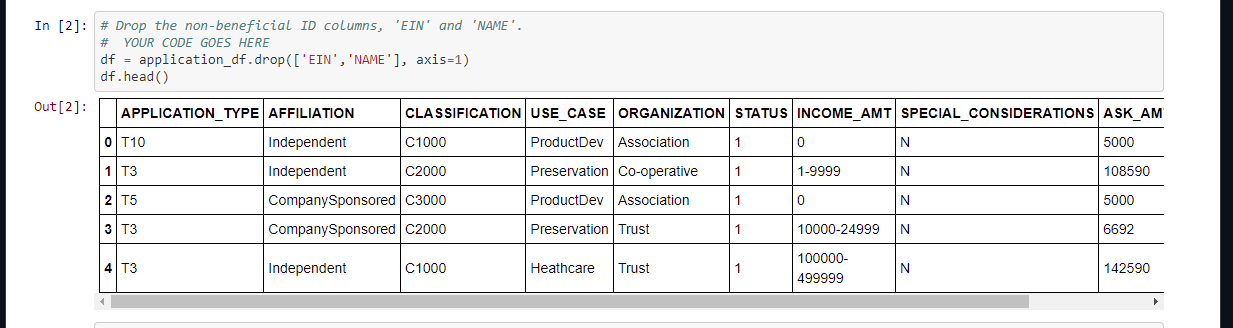 In [2]: # Drop the non-beneficial ID columns, 'EIN' and 'NAME'.
#  YOUR CODE GOES HERE
df = application_df.drop(['EIN','NAME'], axis=1)
df.head()
Out[2]:
APPLICATION_TYPE AFFILIATION CLASSIFICATION USE_CASE ORGANIZATION STATUS INCOME_AMT SPECIAL_CONSIDERATIONS ASK_AM
0 T10 Independent C1000 ProductDev Association 1 0 N 5000
1 T3 Independent C2000 Preservation Co-operative 1 1-9999 N 108590
2 T5 CompanySponsored C3000 ProductDev Association 1 0 N 5000
3 T3 CompanySponsored C2000 Preservation Trust 1 10000-24999 N 6692
4 T3 Independent C1000 Heathcare Trust 1 100000-
499999 N 142590